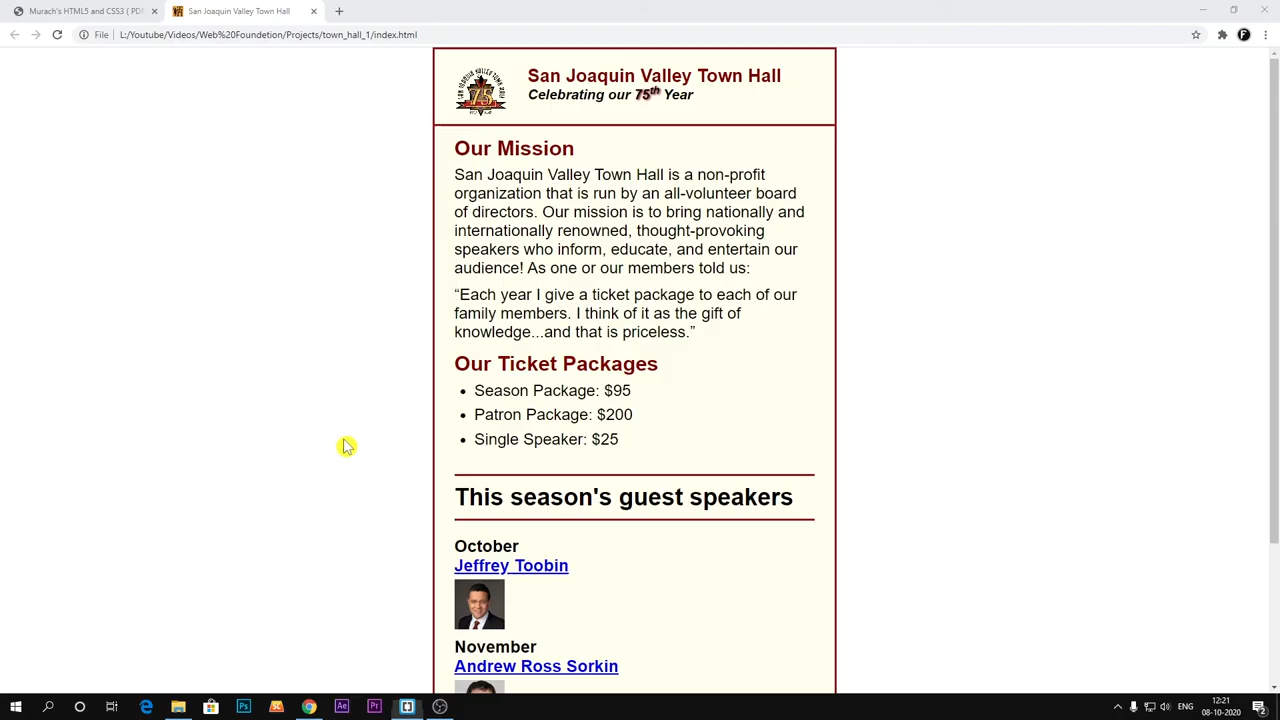 Murach's HTML5 and CSS3 ( PDF
San Joaquin Valley Town Hall
File
L:/Youtube/Videos/Web%20Foundetion/Projects/town_hall_1/index.html
San Joaquin Valley Town Hall
Celebrating our 75th Year
Our Mission
San Joaquin Valley Town Hall is a non-profit
organization that is run by an all-volunteer board
of directors. Our mission is to bring nationally and
internationally renowned, thought-provoking
speakers who inform, educate, and entertain our
audience! As one or our members told us:
“Each year I give a ticket package to each of our
family members. I think of it as the gift of
knowledge...and that is priceless.”
Our Ticket Packages
• Season Package: $95
• Patron Package: $200
• Single Speaker: $25
This season's guest speakers
October
Jeffrey Toobin
November
Andrew Ross Sorkin
ENG
12:21
08-10-2020